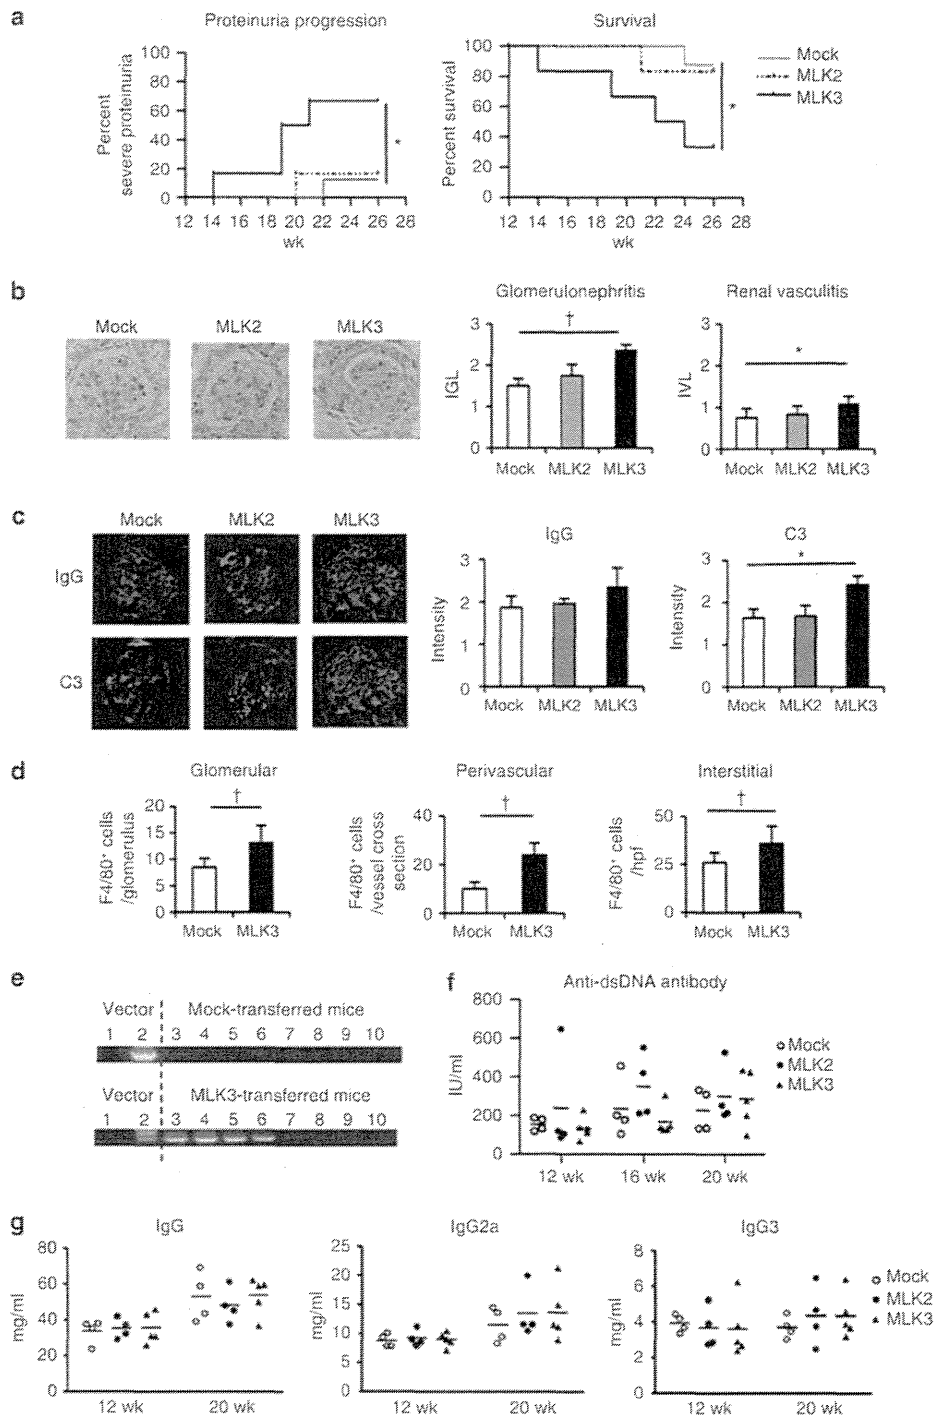 a
Proteinuria progression
Percent
severe proteinuria
100
80
60
40
20
0
12 14 16 18 20 22 24 26 28
wk
Survival
Percent survival
100
80
60
40
20
0
12 14 16 18 20 22 24 26 28
wk
*
*
Mock
MLK2
MLK3
b
Mock MLK2 MLK3
Glomerulonephritis
IGL
3
2
1
0
†
Mock MLK2 MLK3
Renal vasculitis
IVL
3
2
1
0
*
Mock MLK2 MLK3
c
Mock MLK2 MLK3
IgG
C3
IgG
Intensity
3
2
1
0
Mock MLK2 MLK3
C3
Intensity
3
2
1
0
*
Mock MLK2 MLK3
d
Glomerular
F4/80+ cells
/glomerulus
20
15
10
5
0
†
Mock MLK3
Perivascular
F4/80+ cells
/vessel cross
section
40
20
0
†
Mock MLK3
Interstitial
F4/80+ cells
/hpf
50
25
0
†
Mock MLK3
e
Vector Mock-transferred mice
1 2 3 4 5 6 7 8 9 10
Vector MLK3-transferred mice
1 2 3 4 5 6 7 8 9 10
f
Anti-dsDNA antibody
IU/ml
800
600
400
200
0
12 wk 16 wk 20 wk
Mock
MLK2
MLK3
g
IgG
mg/ml
80
60
40
20
0
12 wk 20 wk
IgG2a
mg/ml
25
20
15
10
5
0
12 wk 20 wk
IgG3
mg/ml
8
6
4
2
0
12 wk 20 wk
Mock
MLK2
MLK3